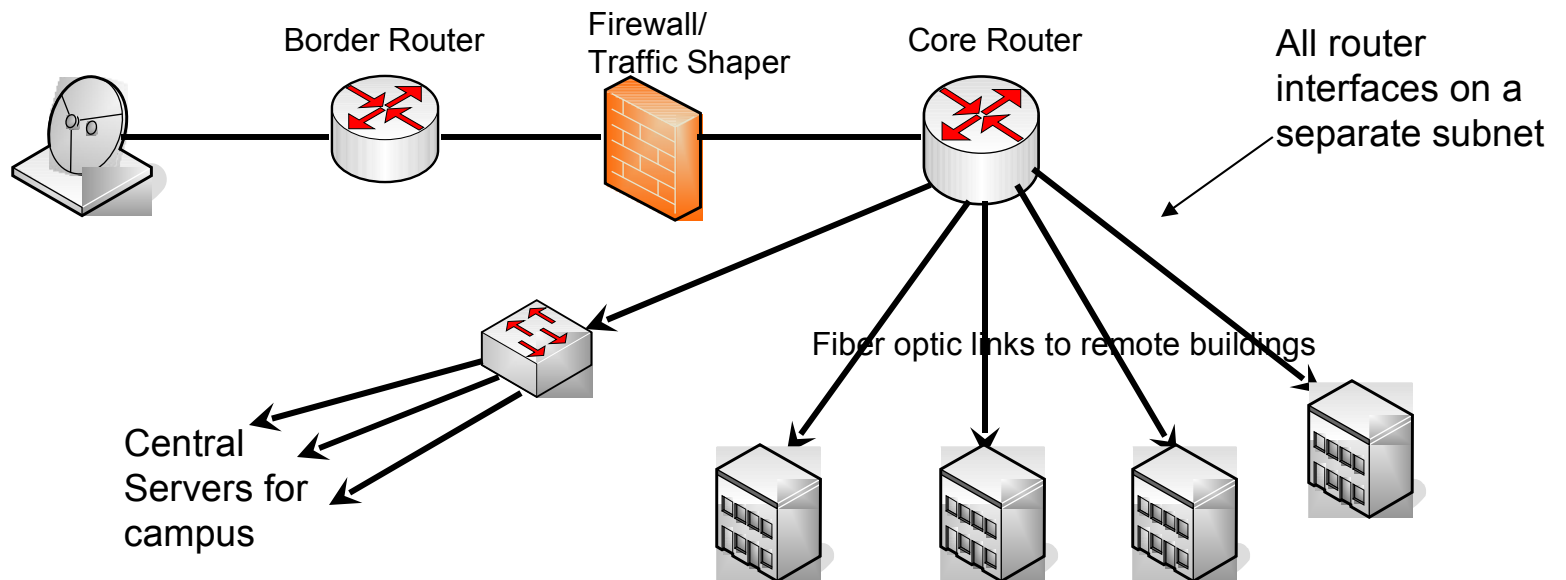 Border Router
Firewall/
Traffic Shaper
Core Router
All router
interfaces on a
separate subnet
Fiber optic links to remote buildings
Central
Servers for
campus